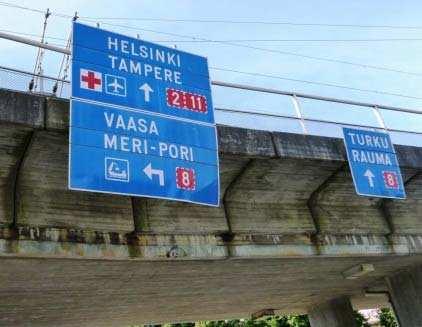 HELSINKI
TAMPERE
2 11
VAASA
MERI-PORI
8
TURKU
RAUMA
8